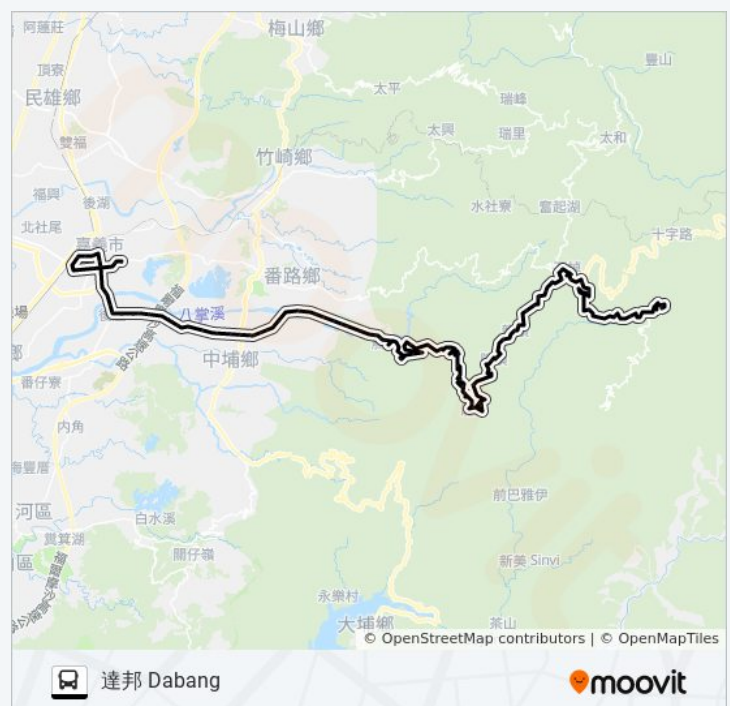 阿蓮莊
梅山鄉
豐山
頂寮
太平
瑞峰
民雄鄉
太興
瑞里
太和
雙福
竹崎鄉
福興
後湖
水社寮
奮起湖
北社尾
嘉義市
十字路
番路鄉
八掌溪
中埔鄉
番仔寮
內角
前巴雅伊
白水溪
河區
關仔嶺
新美 Sinvi
永樂村
大埔鄉
茶山
© OpenStreetMap contributors | © OpenMapTiles
達邦 Dabang
moovit